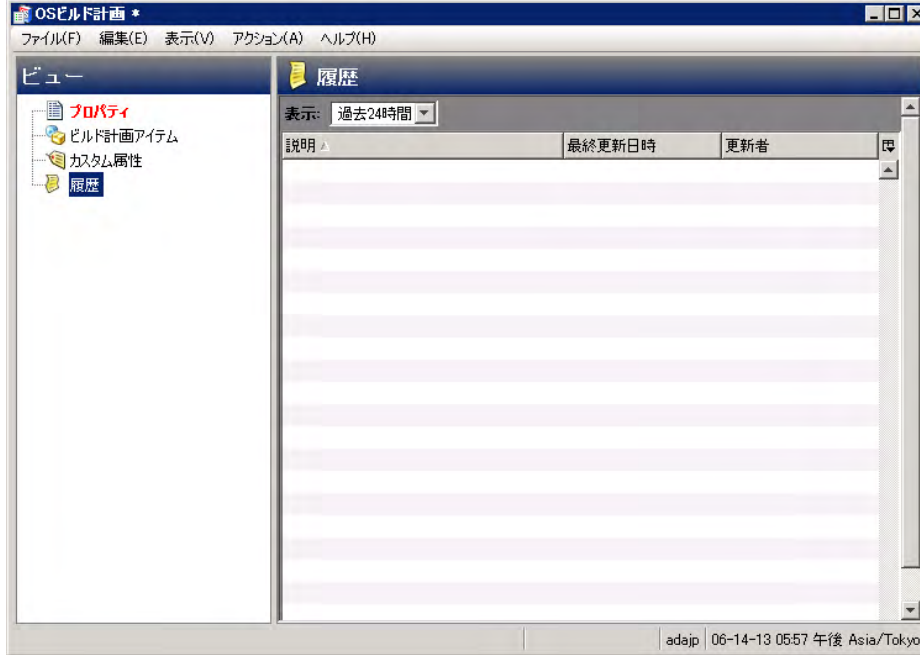 OSビルド計画 *
ファイル(F) 編集(E) 表示(V) アクション(A) ヘルプ(H)
ビュー
プロパティ
ビルド計画アイテム
カスタム属性
履歴
履歴
表示: 過去24時間
説明 最終更新日時 更新者
adajp 06-14-13 05:57 午後 Asia/Tokyo